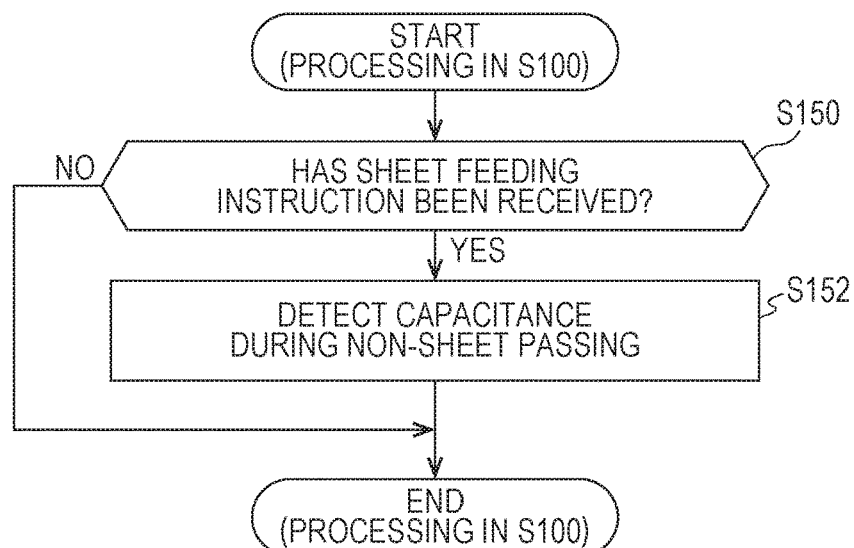 START
(PROCESSING IN S100)
S150
NO
HAS SHEET FEEDING
INSTRUCTION BEEN RECEIVED?
YES
S152
DETECT CAPACITANCE
DURING NON-SHEET PASSING
END
(PROCESSING IN S100)